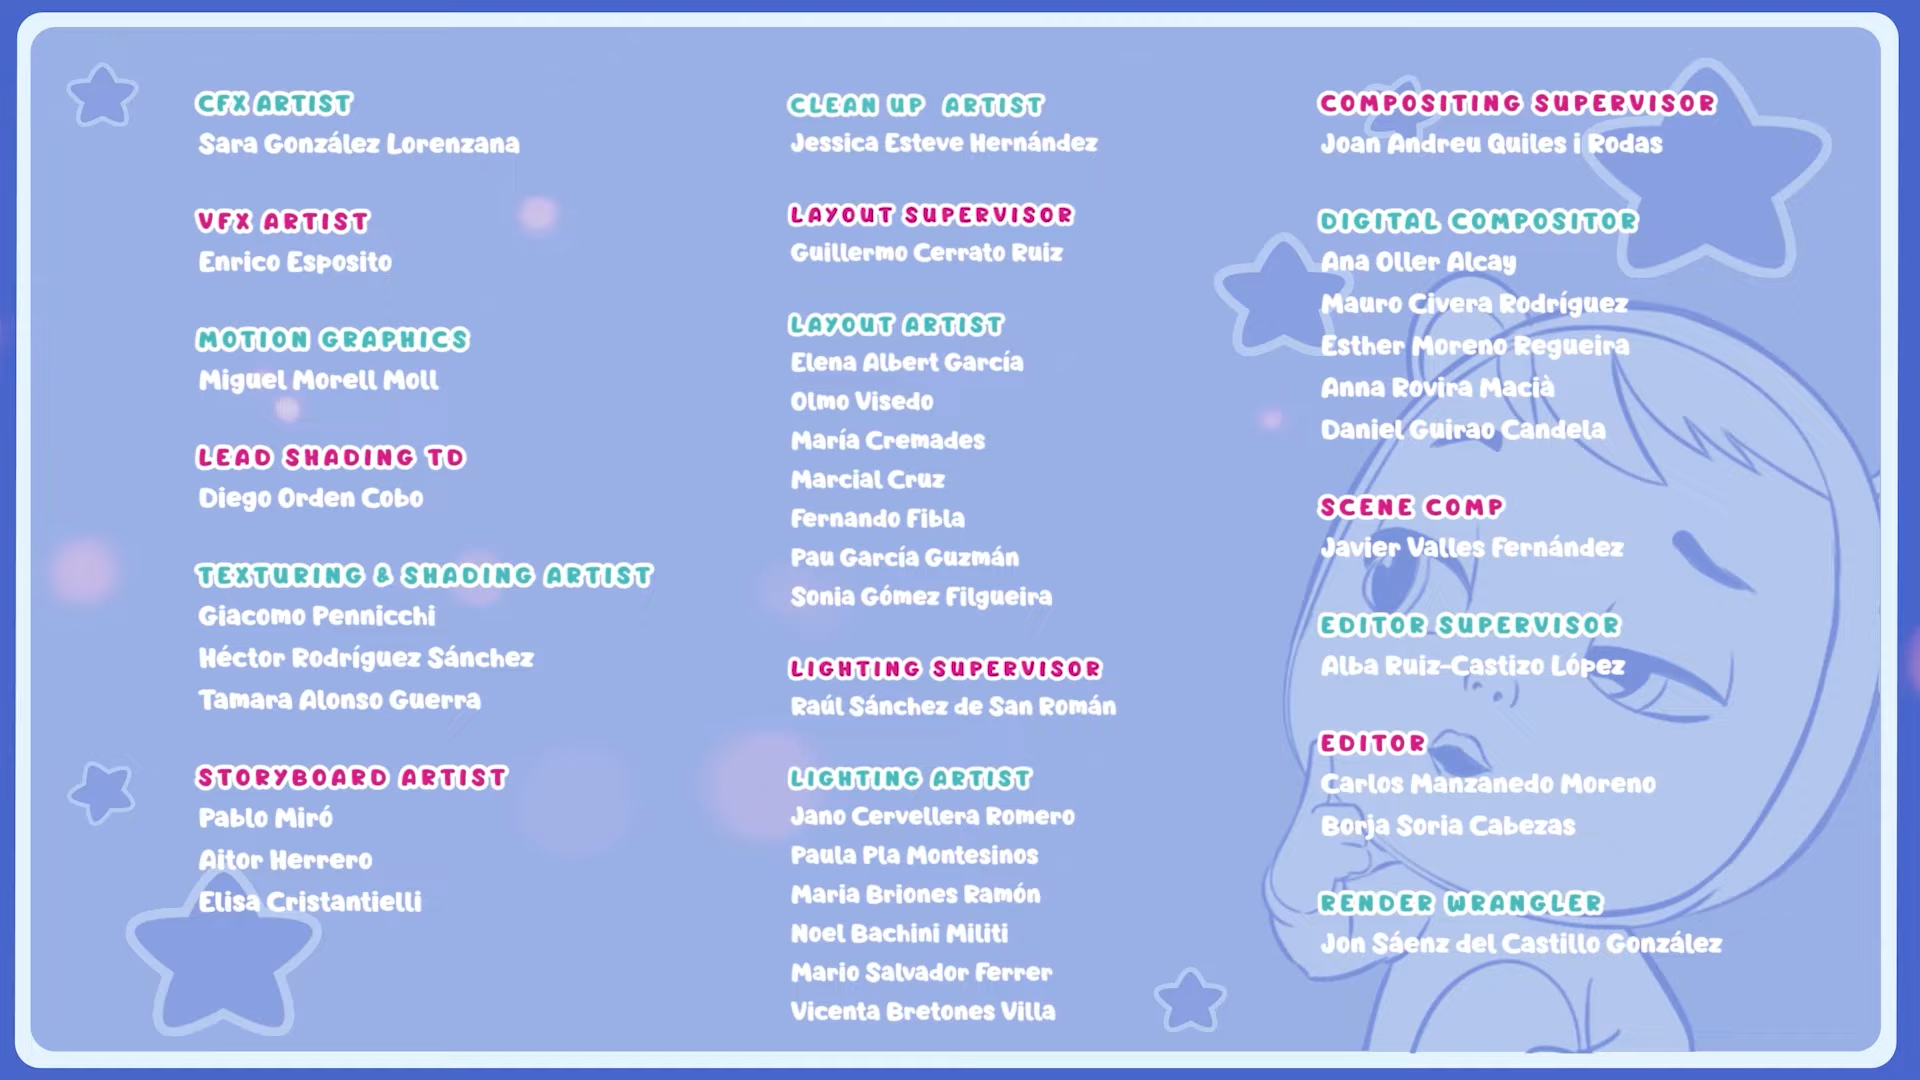 CFX ARTIST
Sara González Lorenzana
VFX ARTIST
Enrico Esposito
MOTION GRAPHICS
Miguel Morell Moll
LEAD SHADING TD
Diego Orden Cobo
TEXTURING & SHADING ARTIST
Giacomo Pennicchi
Héctor Rodríguez Sánchez
Tamara Alonso Guerra
STORYBOARD ARTIST
Pablo Miró
Aitor Herrero
Elisa Cristantielli
CLEAN UP ARTIST
Jessica Esteve Hernández
LAYOUT SUPERVISOR
Guillermo Cerrato Ruiz
LAYOUT ARTIST
Elena Albert García
Olmo Visedo
María Cremades
Marcial Cruz
Fernando Fibla
Pau García Guzmán
Sonia Gómez Filgueira
LIGHTING SUPERVISOR
Raúl Sánchez de San Román
LIGHTING ARTIST
Jano Cervellera Romero
Paula Pla Montesinos
Maria Briones Ramón
Noel Bachini Militi
Mario Salvador Ferrer
Vicenta Bretones Villa
COMPOSITING SUPERVISOR
Joan Andreu Quiles i Rodas
DIGITAL COMPOSITOR
Ana Oller Alcay
Mauro Civera Rodríguez
Esther Moreno Regueira
Anna Rovira Macià
Daniel Guirao Candela
SCENE COMP
Javier Valles Fernández
EDITOR SUPERVISOR
Alba Ruiz-Castizo López
EDITOR
Carlos Manzanedo Moreno
Borja Soria Cabezas
RENDER WRANGLER
Jon Sáenz del Castillo González